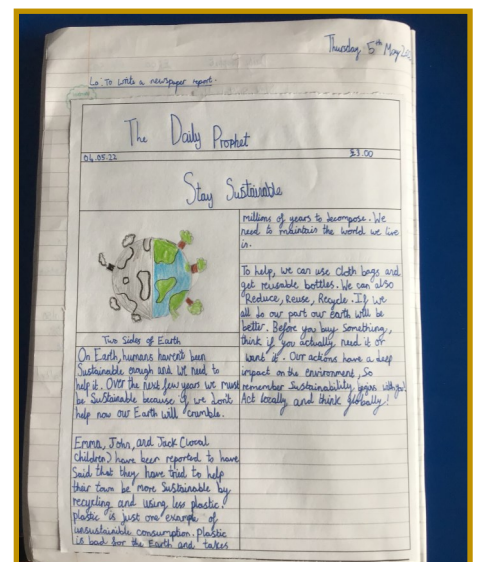 Thursday 5th May
Lo: To write a newspaper report.
The Daily Prophet
04.05.22 £3.00
Stay Sustainable
Two Sides of Earth
On Earth, humans havent been
Sustainable enough and we need to
help it. Over the next few years we must
be Sustainable because if we don't
help now our Earth will crumble.
Emma, John, and Jack (local
children) have been reported to have
Said that they have tried to help
their town be more Sustainable by
recycling and using less plastic!
plastic is just one example of
unsustainible consumption. plastic
is bad for the Earth and takes
millions of years to decompose. We
need to maintain the world we live
in.
To help, we can use Cloth bags and
get reusable bottles. We can also
Reduce, reuse, Recycle. If we
all do our part our earth will be
better. Before you buy something,
think if you actually need it or
want it. Our actions have a deep
impact on the environment, So
remember Sustainability begins with you!
Act locally and think globally!